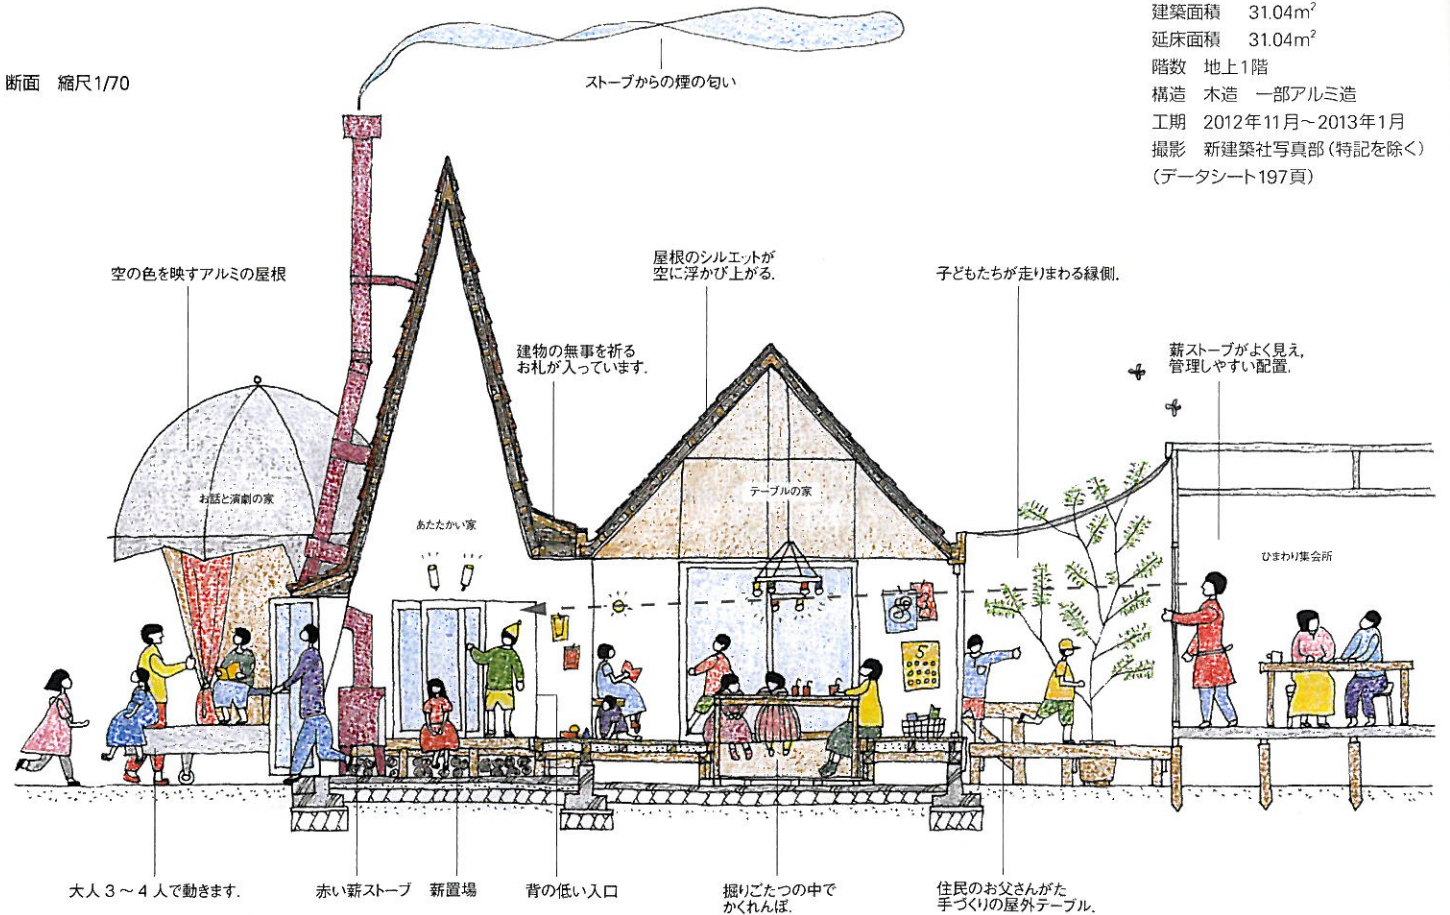 断面 縮尺1/70
建築面積 31.04m²
延床面積 31.04m²
階数 地上1階
構造 木造 一部アルミ造
工期 2012年11月〜2013年1月
撮影 新建築社写真部(特記を除く)
(データシート197頁)
ストーブからの煙の匂い
空の色を映すアルミの屋根
屋根のシルエットが
空に浮かび上がる.
子どもたちが走りまわる縁側.
建物の無事を祈る
お札が入っています.
薪ストーブがよく見え,
管理しやすい配置.
お話と演劇の家
あたたかい家
テーブルの家
ひまわり集会所
5
大人3〜4人で動きます.
赤い薪ストーブ
薪置場
背の低い入口
掘りごたつの中で
かくれんぼ.
住民のお父さんがた
手づくりの屋外テーブル.